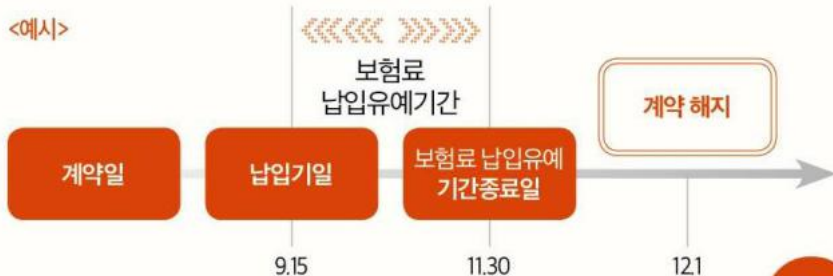 <예시>
보험료
납입유예기간
계약 해지
계약일
납입기일
보험료 납입유예
기간종료일
9.15
11.30
12.1